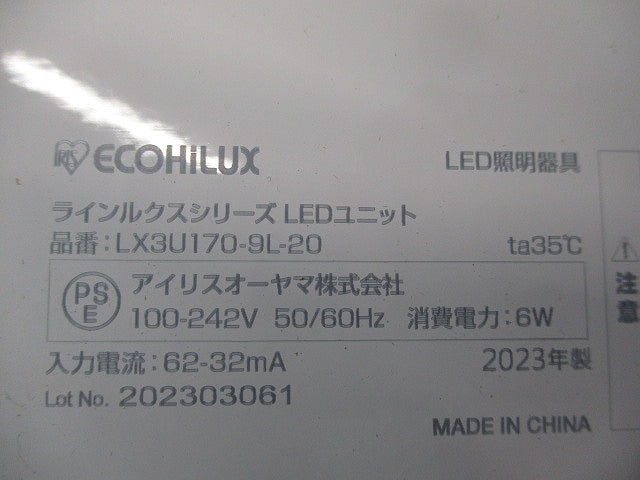 IRIS ECOHiLUX LED照明器具
ラインルクスシリーズ LEDユニット
品番:LX3U170-9L-20 ta35℃
PS
E
アイリスオーヤマ株式会社
100-242V 50/60Hz 消費電力:6W
入力電流:62-32mA 2023年製
Lot No. 202303061
MADE IN CHINA
注意